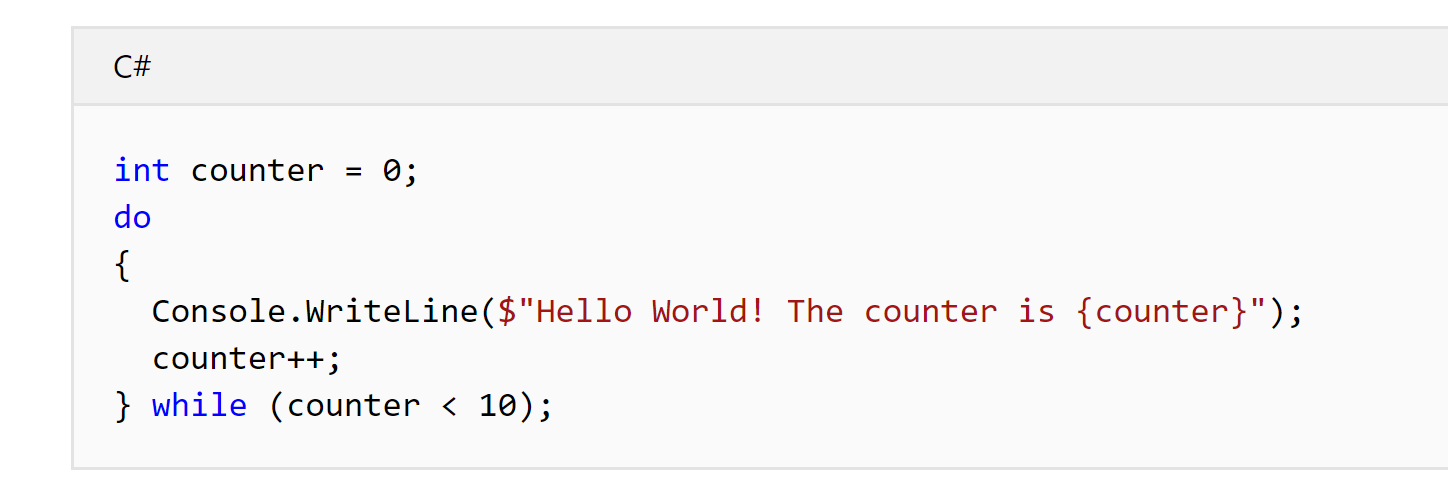 C#
int counter = 0;
do
{
  Console.WriteLine($"Hello World! The counter is {counter}");
  counter++;
} while (counter < 10);